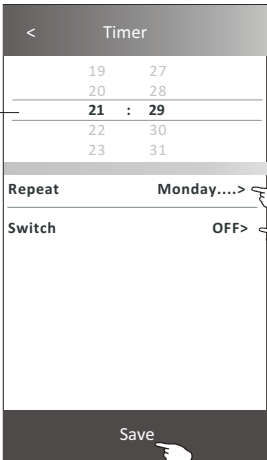 < Timer
19 27
20 28
21 : 29
22 30
23 31
Repeat Monday....>
Switch OFF>
Save